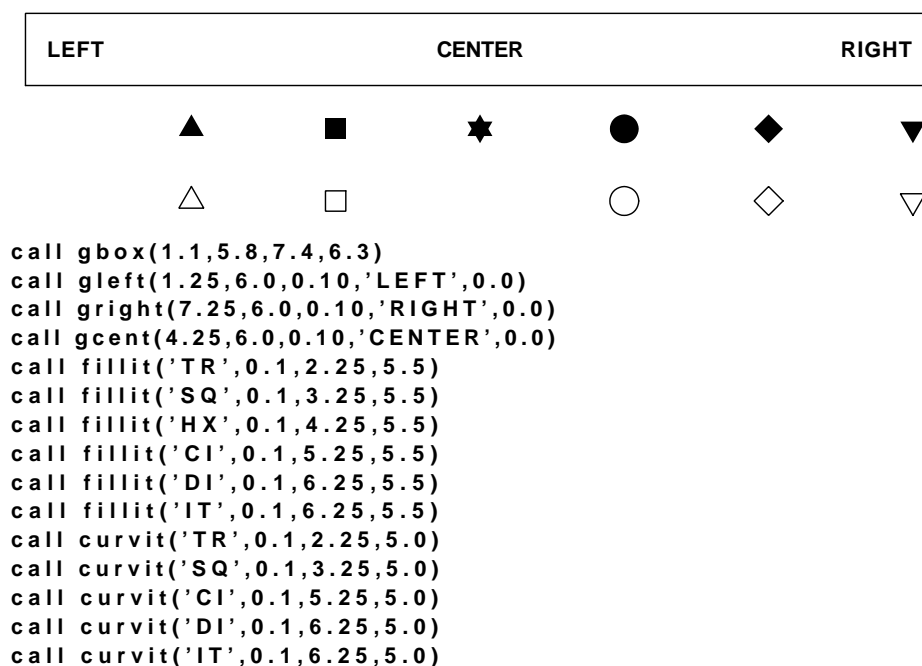 LEFT CENTER RIGHT
call gbox(1.1,5.8,7.4,6.3)
call gleft(1.25,6.0,0.10,'LEFT',0.0)
call gright(7.25,6.0,0.10,'RIGHT',0.0)
call gcent(4.25,6.0,0.10,'CENTER',0.0)
call fillit('TR',0.1,2.25,5.5)
call fillit('SQ',0.1,3.25,5.5)
call fillit('HX',0.1,4.25,5.5)
call fillit('CI',0.1,5.25,5.5)
call fillit('DI',0.1,6.25,5.5)
call fillit('IT',0.1,6.25,5.5)
call curvit('TR',0.1,2.25,5.0)
call curvit('SQ',0.1,3.25,5.0)
call curvit('CI',0.1,5.25,5.0)
call curvit('DI',0.1,6.25,5.0)
call curvit('IT',0.1,6.25,5.0)